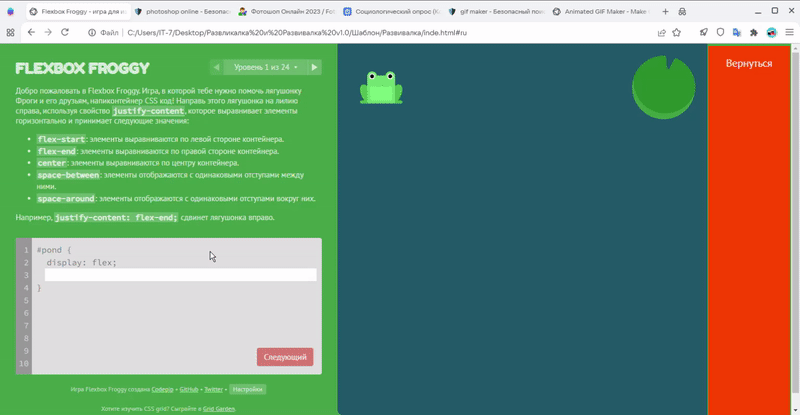 Flexbox Froggy - игра для из
photoshop online - Безопасн
Фотошоп Онлайн 2023 / Fot
Социологический опрос (К
gif maker - Безопасный пои
Animated GIF Maker - Make
Файл C:/Users/IT-7/Desktop/Развликалка%20и%20Развивалка%20v1.0/Шаблон/Развивалка/inde.html#ru
FLEXBOX FROGGY
Уровень 1 из 24
Вернуться
Добро пожаловать в Flexbox Froggy. Игра, в которой тебе нужно помочь лягушонку
Фроги и его друзьям, напиконтейнер CSS код! Направь этого лягушонка на лилию
справа, используя свойство justify-content, которое выравнивает элементы
горизонтально и принимает следующие значения:
• flex-start: элементы выравниваются по левой стороне контейнера.
• flex-end: элементы выравниваются по правой стороне контейнера.
• center: элементы выравниваются по центру контейнера.
• space-between: элементы отображаются с одинаковыми отступами между
ними.
• space-around: элементы отображаются с одинаковыми отступами вокруг них.
Например, justify-content: flex-end; сдвинет лягушонка вправо.
1 #pond {
2 display: flex;
3
4 }
5
6
7
8
9
10
Следующий
Игра Flexbox Froggy создана Codepip • GitHub • Twitter • Настройки
Хотите изучить CSS grid? Сыграйте в Grid Garden.